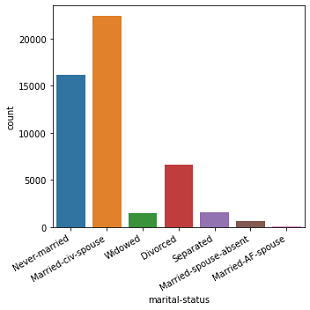 20000
15000
10000
5000
0
count
Never-married
Married-civ-spouse
Widowed
Divorced
Separated
Married-spouse-absent
Married-AF-spouse
marital-status